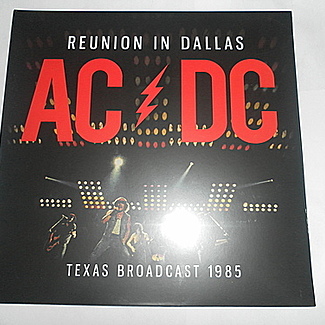 REUNION IN DALLAS
AC⚡DC
TEXAS BROADCAST 1985